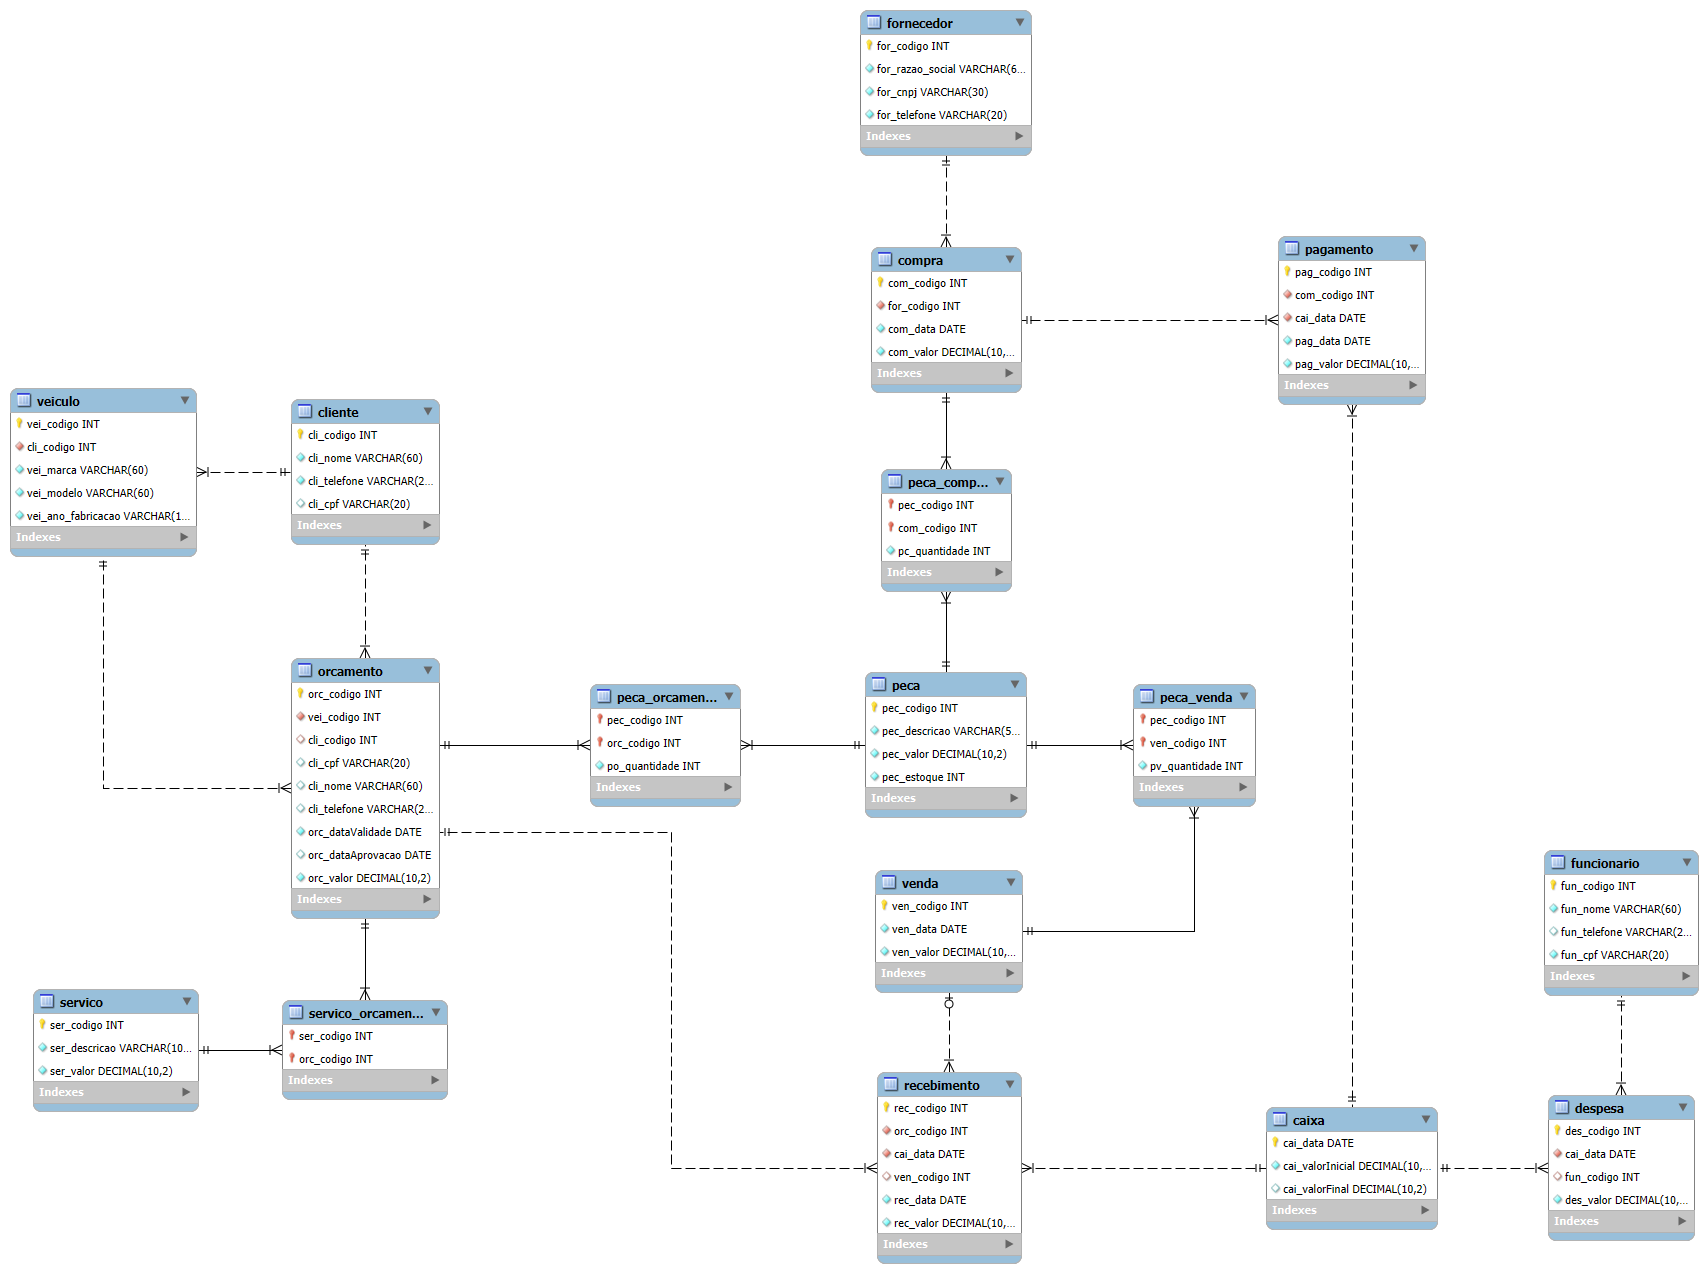 fornecedor
for_codigo INT
for_razao_social VARCHAR(6...
for_cnpj VARCHAR(30)
for_telefone VARCHAR(20)
Indexes
compra
com_codigo INT
for_codigo INT
com_data DATE
com_valor DECIMAL(10,...
Indexes
pagamento
pag_codigo INT
com_codigo INT
cai_data DATE
pag_data DATE
pag_valor DECIMAL(10,...
Indexes
veiculo
vei_codigo INT
cli_codigo INT
vei_marca VARCHAR(60)
vei_modelo VARCHAR(60)
vei_ano_fabricacao VARCHAR(1...
Indexes
cliente
cli_codigo INT
cli_nome VARCHAR(60)
cli_telefone VARCHAR(2...
cli_cpf VARCHAR(20)
Indexes
peca_comp...
pec_codigo INT
com_codigo INT
pc_quantidade INT
Indexes
orcamento
orc_codigo INT
vei_codigo INT
cli_codigo INT
cli_cpf VARCHAR(20)
cli_nome VARCHAR(60)
cli_telefone VARCHAR(2...
orc_dataValidade DATE
orc_dataAprovacao DATE
orc_valor DECIMAL(10,2)
Indexes
peca_orcamen...
pec_codigo INT
orc_codigo INT
po_quantidade INT
Indexes
peca
pec_codigo INT
pec_descricao VARCHAR(5...
pec_valor DECIMAL(10,2)
pec_estoque INT
Indexes
peca_venda
pec_codigo INT
ven_codigo INT
pv_quantidade INT
Indexes
venda
ven_codigo INT
ven_data DATE
ven_valor DECIMAL(10,...
Indexes
funcionario
fun_codigo INT
fun_nome VARCHAR(60)
fun_telefone VARCHAR(2...
fun_cpf VARCHAR(20)
Indexes
servico
ser_codigo INT
ser_descricao VARCHAR(10...
ser_valor DECIMAL(10,2)
Indexes
servico_orcamen...
ser_codigo INT
orc_codigo INT
Indexes
recebimento
rec_codigo INT
orc_codigo INT
cai_data DATE
ven_codigo INT
rec_data DATE
rec_valor DECIMAL(10,...
Indexes
caixa
cai_data DATE
cai_valorInicial DECIMAL(10,...
cai_valorFinal DECIMAL(10,2)
Indexes
despesa
des_codigo INT
cai_data DATE
fun_codigo INT
des_valor DECIMAL(10,...
Indexes